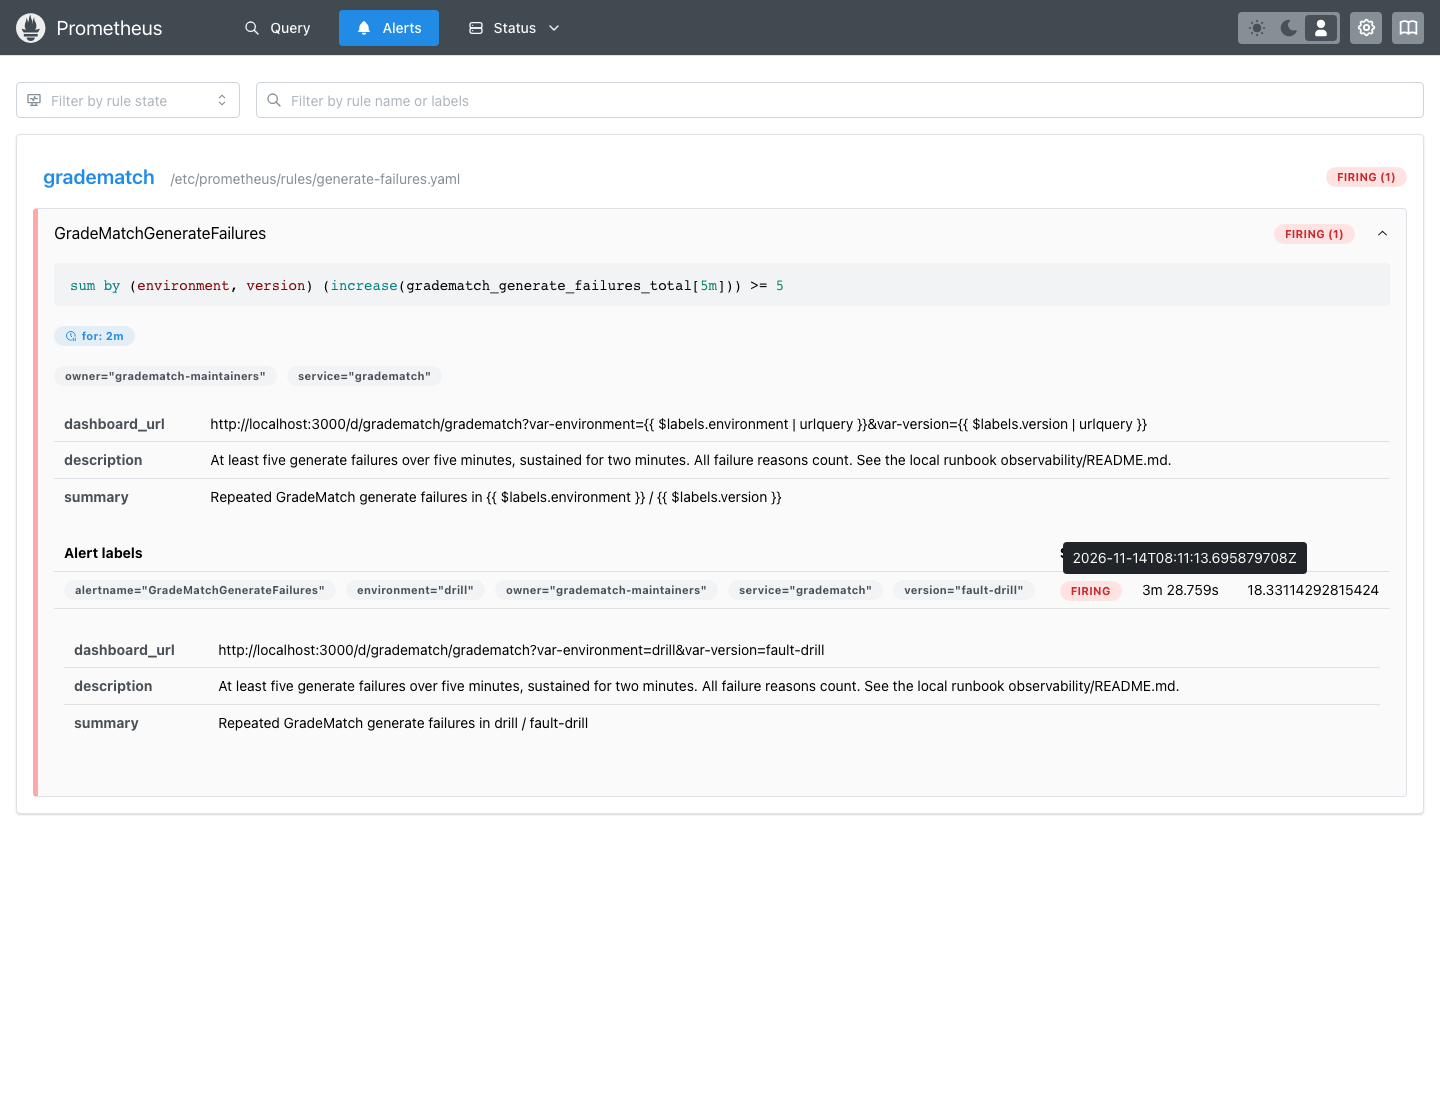 Prometheus Query Alerts Status
Filter by rule state Filter by rule name or labels
gradematch /etc/prometheus/rules/generate-failures.yaml FIRING (1)
GradeMatchGenerateFailures FIRING (1)
sum by (environment, version) (increase(gradematch_generate_failures_total[5m])) >= 5
for: 2m
owner="gradematch-maintainers" service="gradematch"
dashboard_url http://localhost:3000/d/gradematch/gradematch?var-environment={{ $labels.environment | urlquery }}&var-version={{ $labels.version | urlquery }}
description At least five generate failures over five minutes, sustained for two minutes. All failure reasons count. See the local runbook observability/README.md.
summary Repeated GradeMatch generate failures in {{ $labels.environment }} / {{ $labels.version }}
Alert labels 2026-11-14T08:11:13.695879708Z
alertname="GradeMatchGenerateFailures" environment="drill" owner="gradematch-maintainers" service="gradematch" version="fault-drill" FIRING 3m 28.759s 18.33114292815424
dashboard_url http://localhost:3000/d/gradematch/gradematch?var-environment=drill&var-version=fault-drill
description At least five generate failures over five minutes, sustained for two minutes. All failure reasons count. See the local runbook observability/README.md.
summary Repeated GradeMatch generate failures in drill / fault-drill